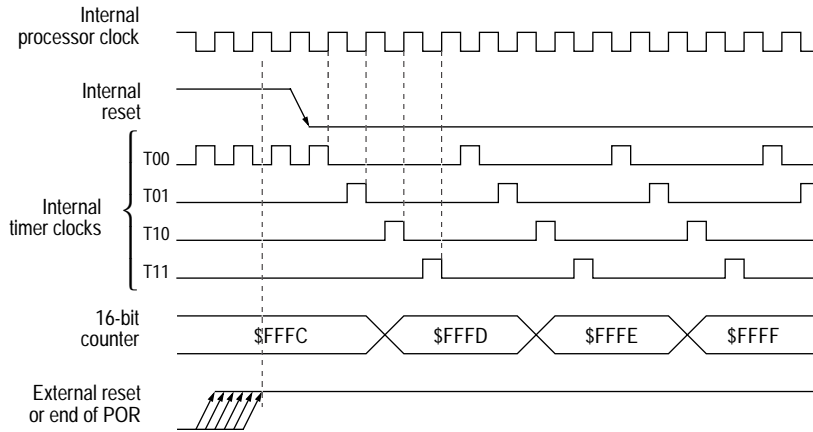 Internal
processor clock
Internal
reset
T00
T01
Internal
timer clocks
T10
T11
16-bit
counter
$FFFC
$FFFD
$FFFE
$FFFF
External reset
or end of POR